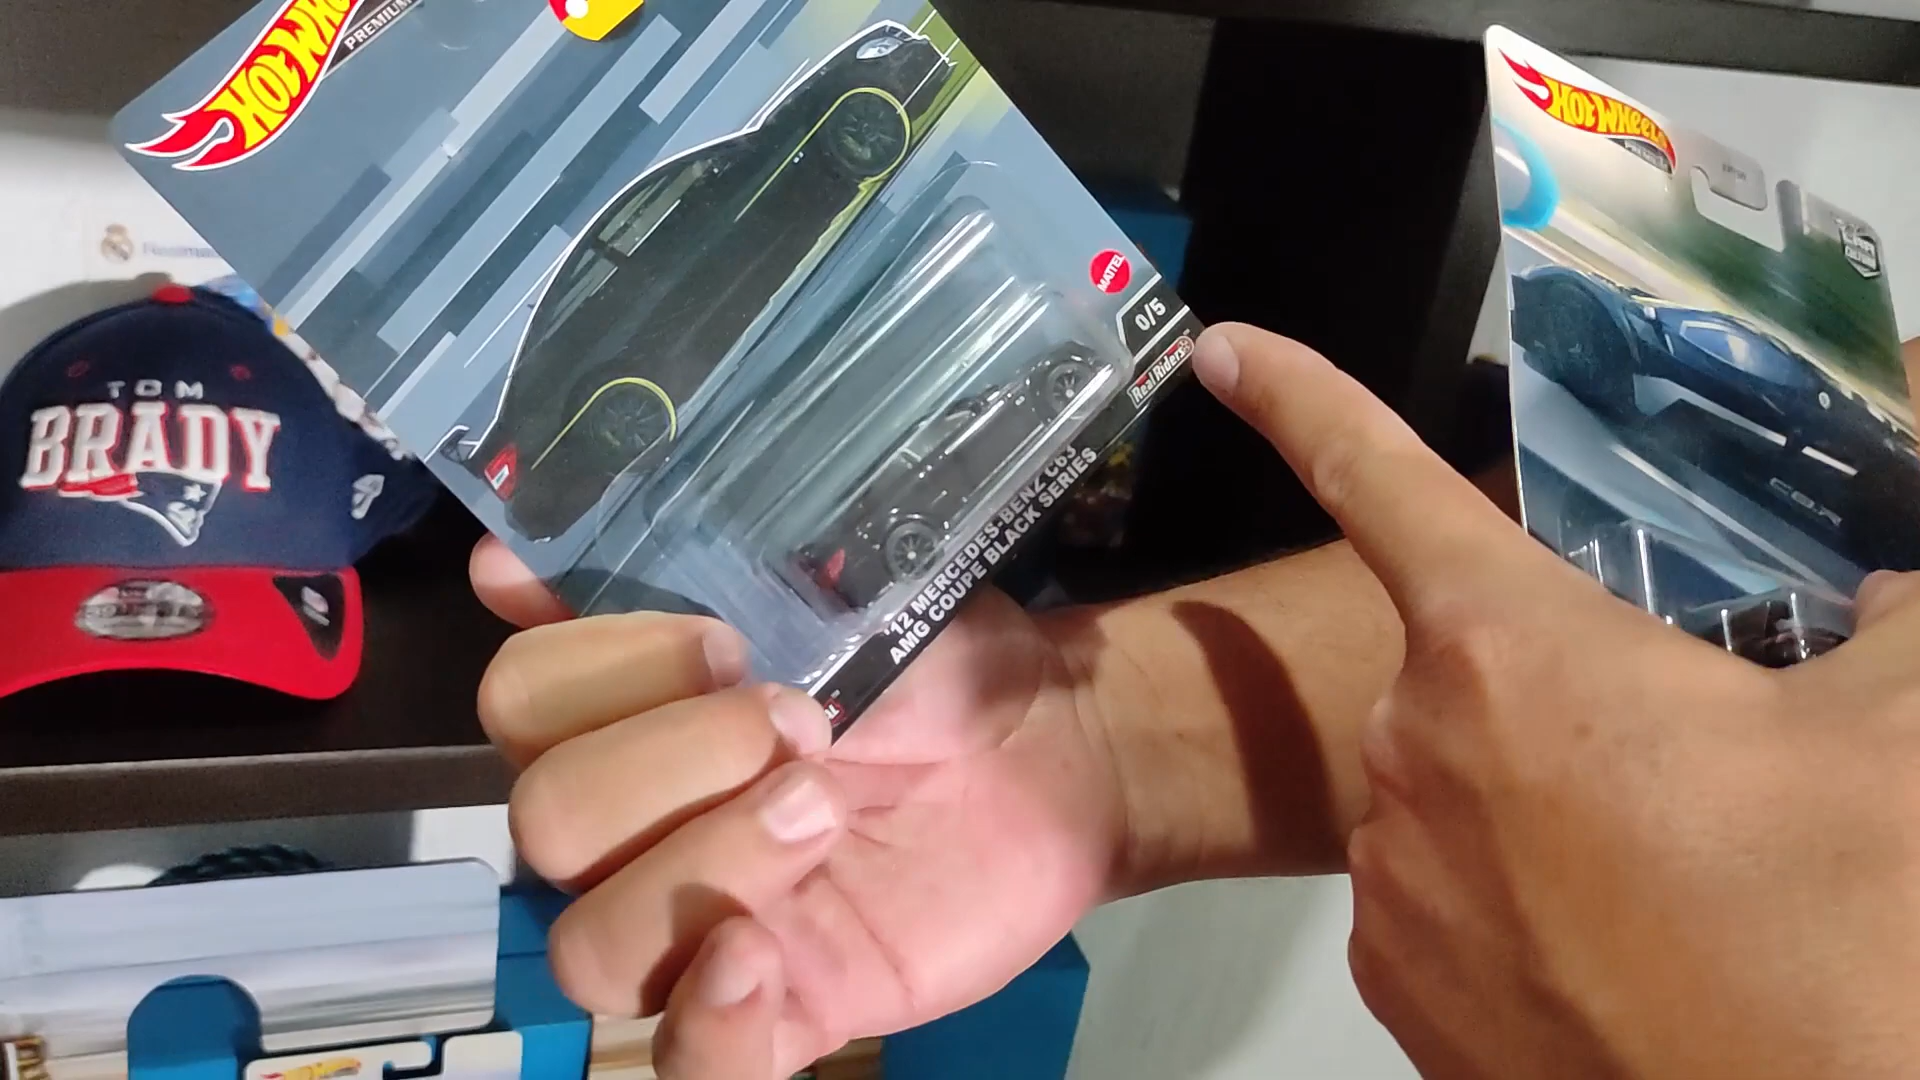 HOT WHEELS
PREMIUM
MATTEL
0/5
Real Riders
'12 MERCEDES-BENZ C63
AMG COUPE BLACK SERIES
HOT WHEELS
C8.R
TOM
BRADY